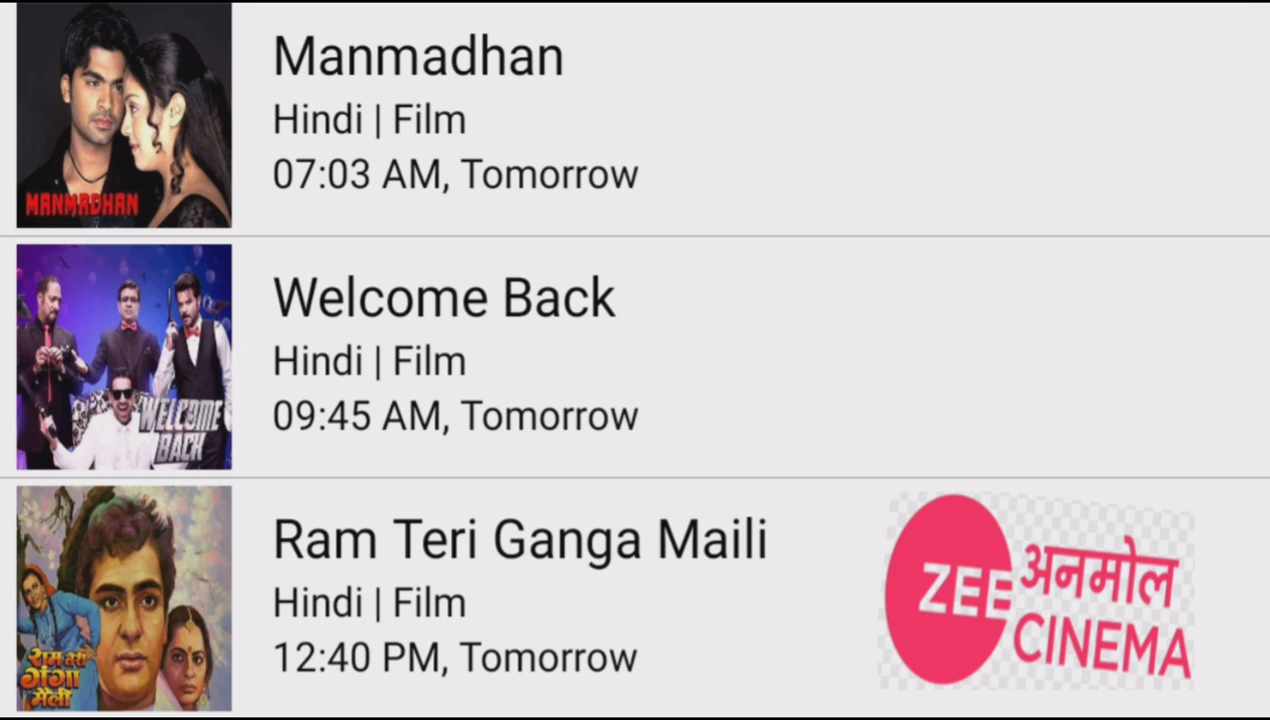 MANMADHAN
Manmadhan
Hindi | Film
07:03 AM, Tomorrow
WELCOME
BACK
Welcome Back
Hindi | Film
09:45 AM, Tomorrow
राम तेरी
गंगा
मैली
Ram Teri Ganga Maili
Hindi | Film
12:40 PM, Tomorrow
ZEE अनमोल
CINEMA